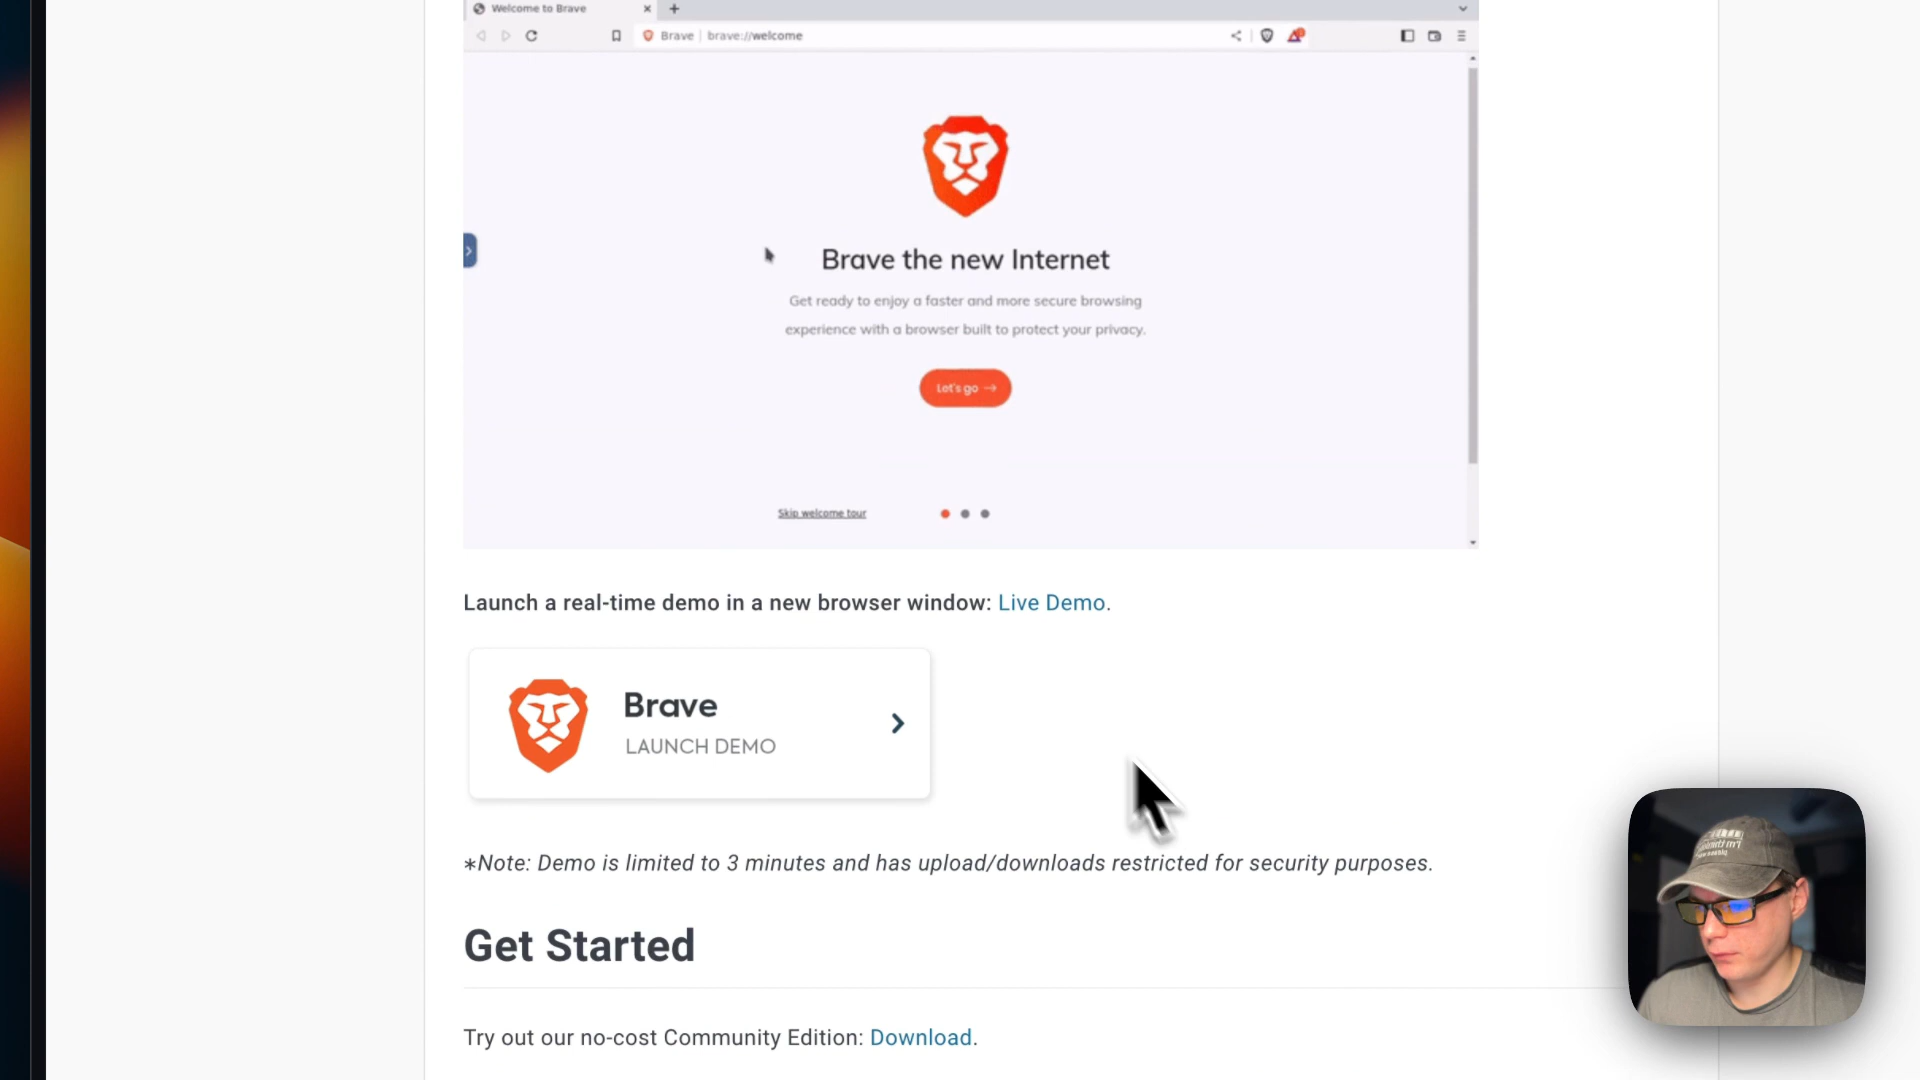 Welcome to Brave
Brave | brave://welcome
Brave the new Internet
Get ready to enjoy a faster and more secure browsing
experience with a browser built to protect your privacy.
Let's go →
Skip welcome tour
Launch a real-time demo in a new browser window: Live Demo.
Brave
LAUNCH DEMO
*Note: Demo is limited to 3 minutes and has upload/downloads restricted for security purposes.
Get Started
Try out our no-cost Community Edition: Download.